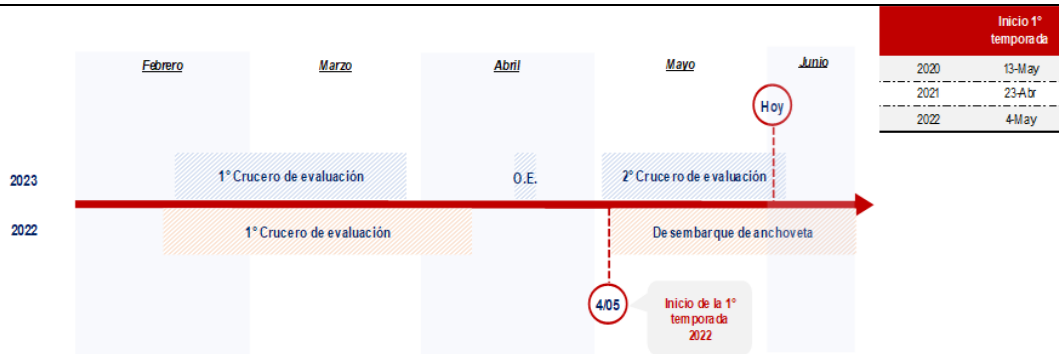 Inicio 1°
temporada
2020 13-May
2021 23-Abr
2022 4-May
Febrero Marzo Abril Mayo Junio
Hoy
2023 1° Crucero de evaluación O.E. 2° Crucero de evaluación
2022 1° Crucero de evaluación Desembarque de anchoveta
4/05
Inicio de la 1°
temporada
2022